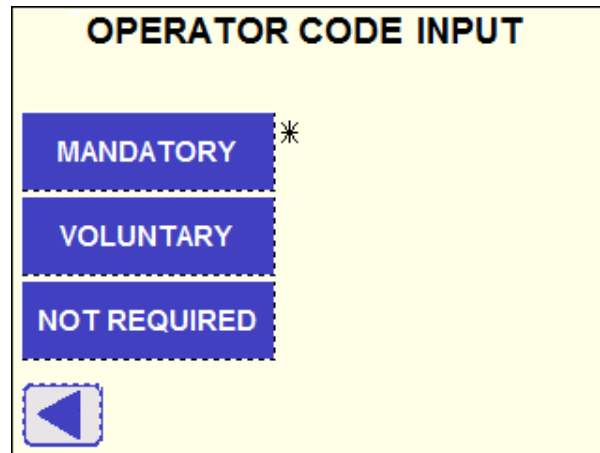 OPERATOR CODE INPUT
MANDATORY *
VOLUNTARY
NOT REQUIRED